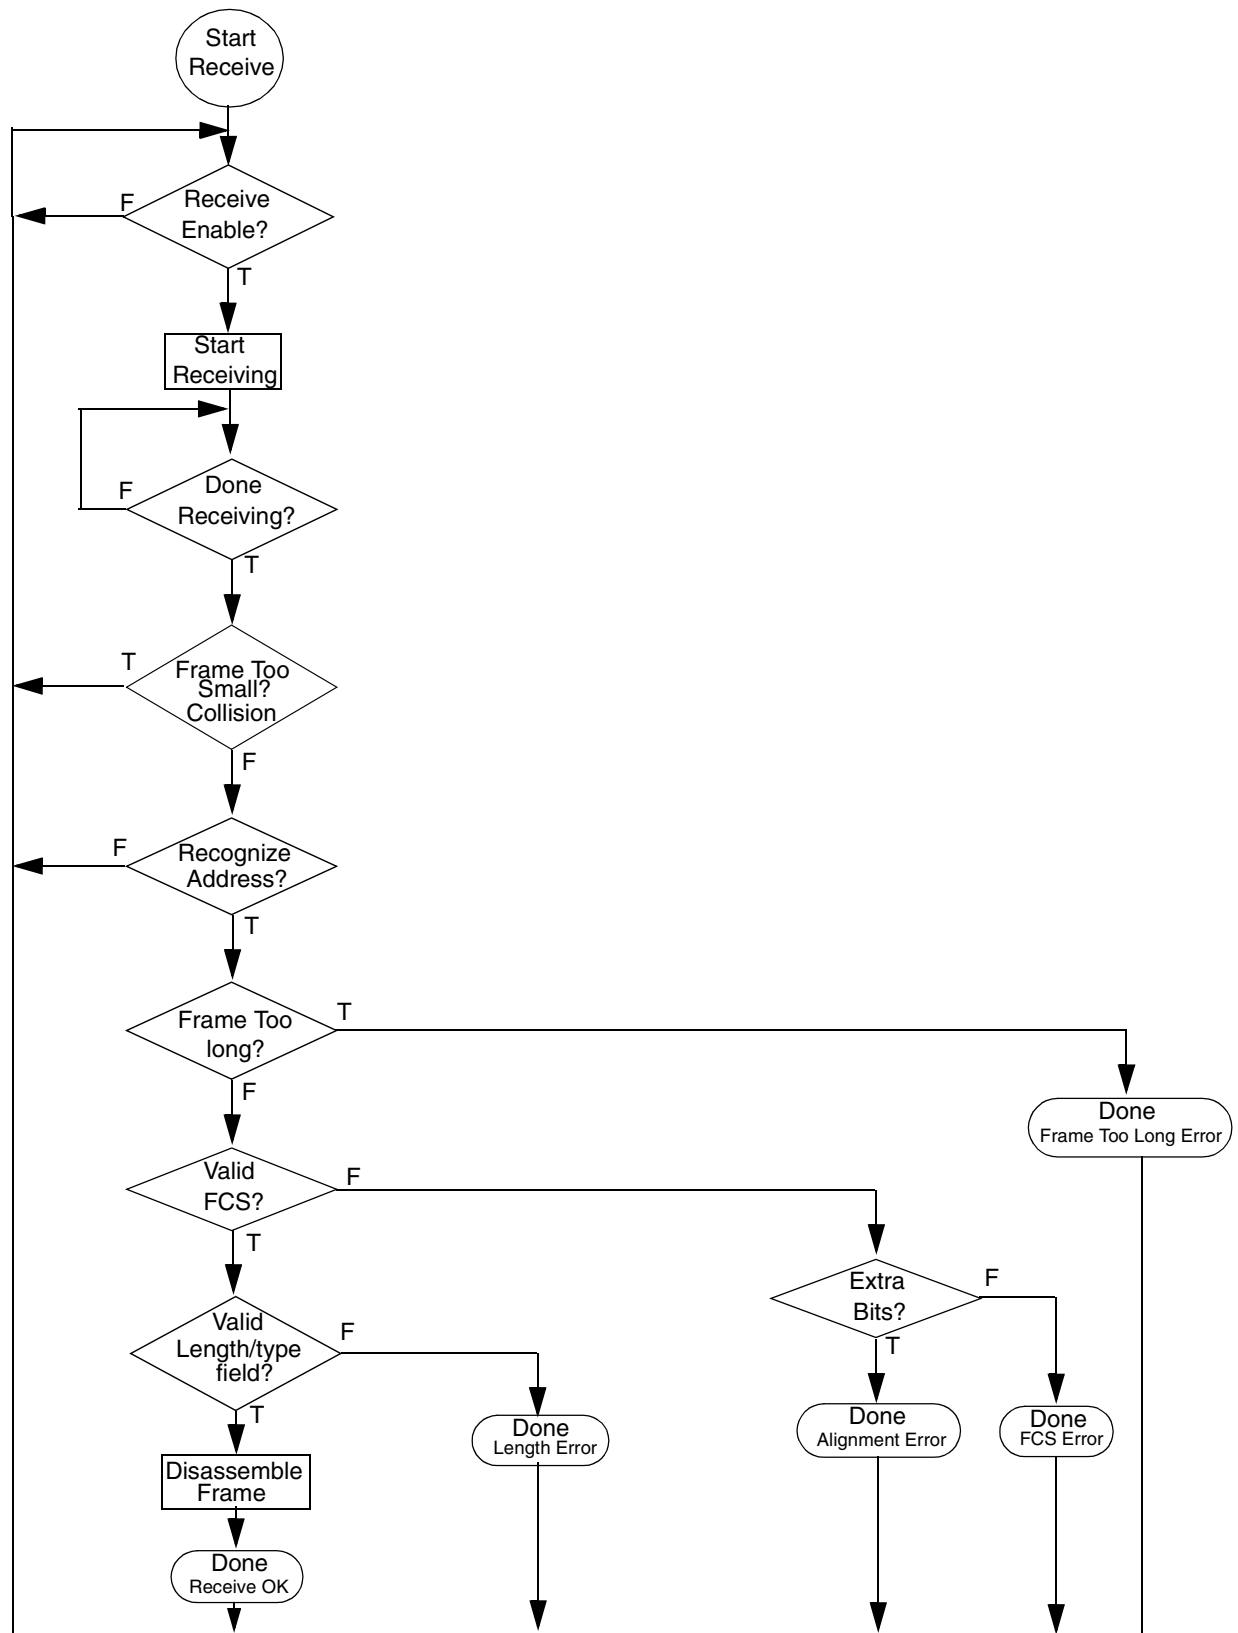 Start
Receive
F
Receive
Enable?
T
Start
Receiving
F
Done
Receiving?
T
T
Frame Too
Small?
Collision
F
F
Recognize
Address?
T
T
Frame Too
long?
F
Done
Frame Too Long Error
Valid
FCS?
F
T
Extra
Bits?
F
T
Valid
Length/type
field?
F
T
Done
Length Error
Done
Alignment Error
Done
FCS Error
Disassemble
Frame
Done
Receive OK